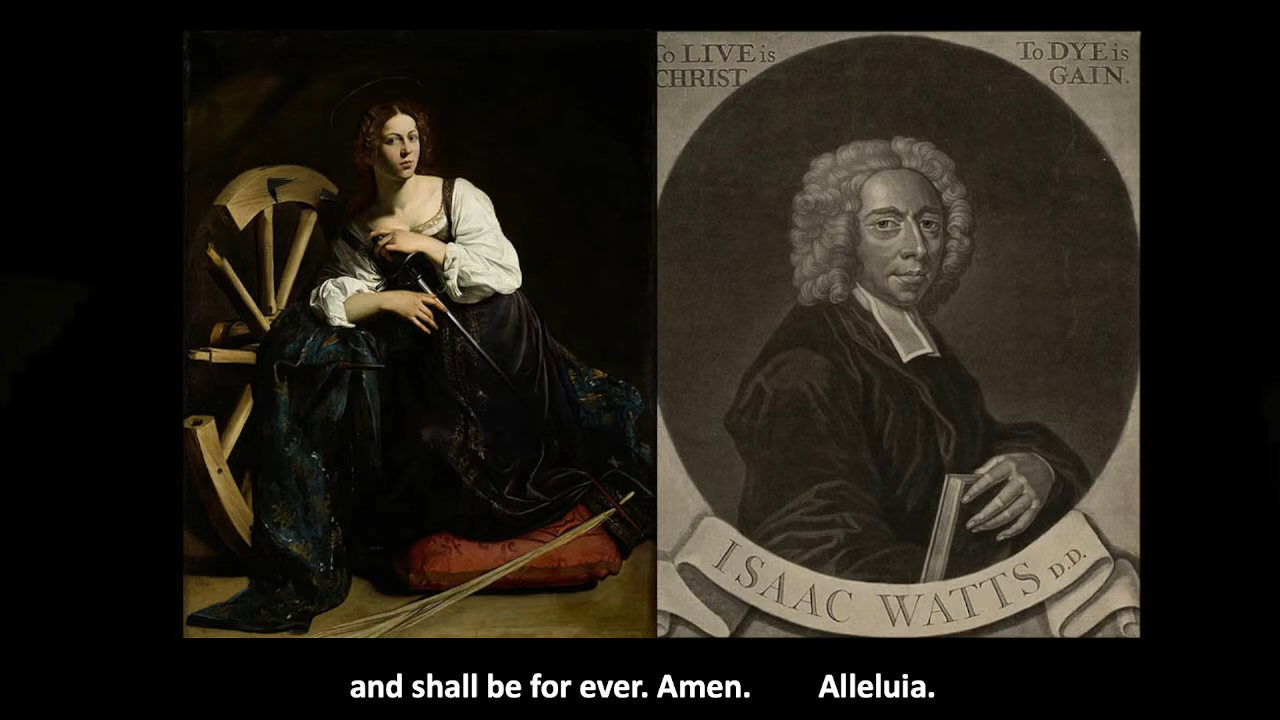 To LIVE is
CHRIST
To DYE is
GAIN.
ISAAC WATTS D.D.
and shall be for ever. Amen. Alleluia.